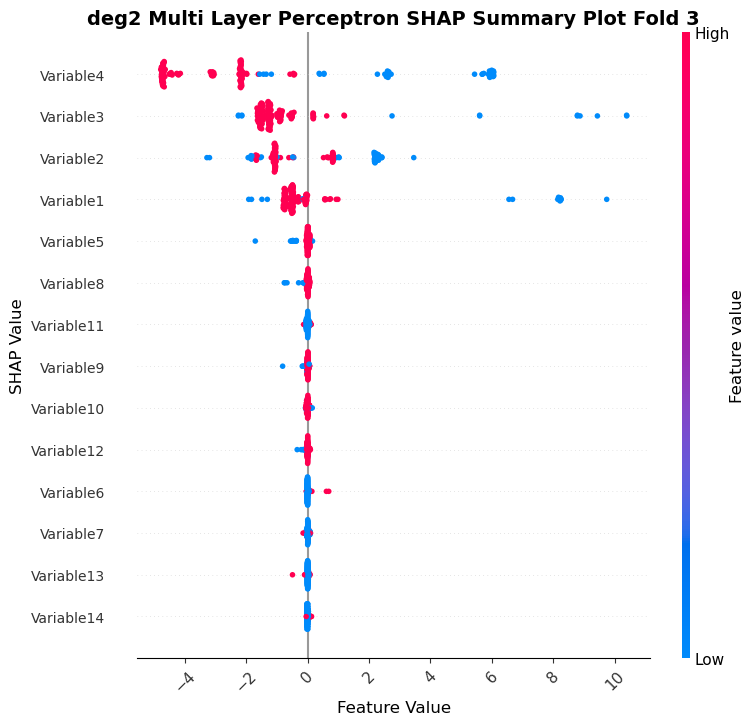 deg2 Multi Layer Perceptron SHAP Summary Plot Fold 3
High
Variable4
Variable3
Variable2
Variable1
Variable5
Variable8
Variable11
Variable9
Variable10
Variable12
Variable6
Variable7
Variable13
Variable14
SHAP Value
Feature value
Low
−4
−2
0
2
4
6
8
10
Feature Value